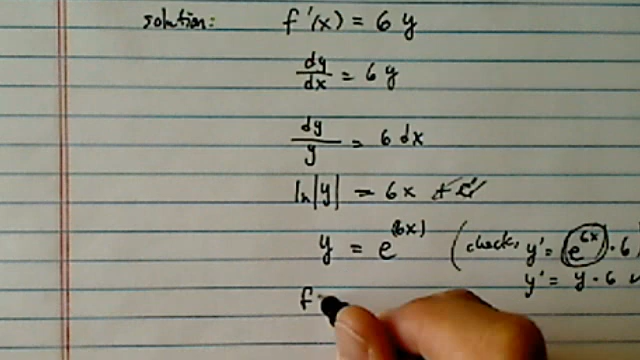 solution: f'(x) = 6 y
dy/dx = 6 y
dy/y = 6 dx
ln|y| = 6x
y = e^(6x) (check, y' = e^6x · 6)
y' = y · 6 ✓
f